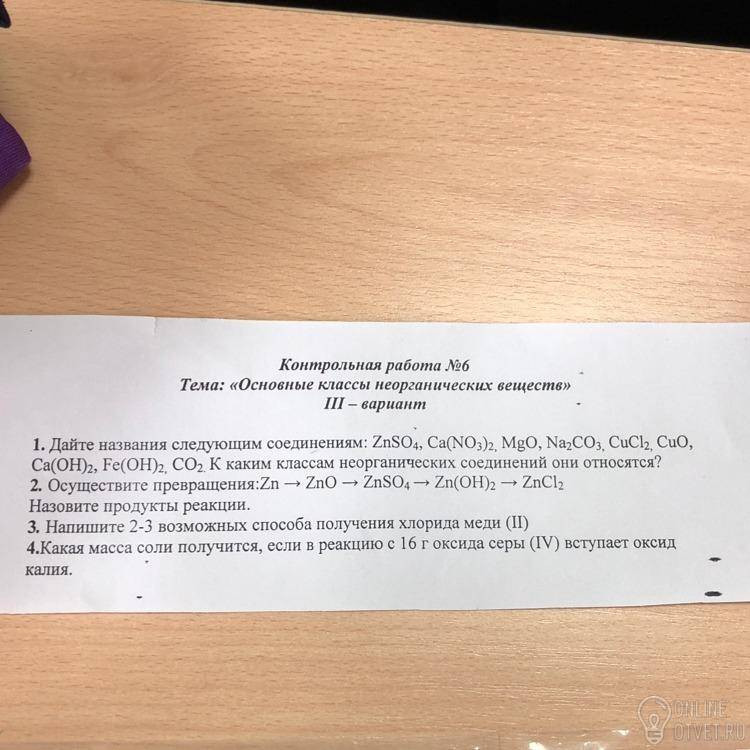 Контрольная работа №6
Тема: «Основные классы неорганических веществ»
III – вариант
1. Дайте названия следующим соединениям: ZnSO₄, Ca(NO₃)₂, MgO, Na₂CO₃, CuCl₂, CuO,
Ca(OH)₂, Fe(OH)₂, CO₂. К каким классам неорганических соединений они относятся?
2. Осуществите превращения:Zn → ZnO → ZnSO₄ → Zn(OH)₂ → ZnCl₂
Назовите продукты реакции.
3. Напишите 2-3 возможных способа получения хлорида меди (II)
4.Какая масса соли получится, если в реакцию с 16 г оксида серы (IV) вступает оксид
калия.
ONLINE
OTVET.RU